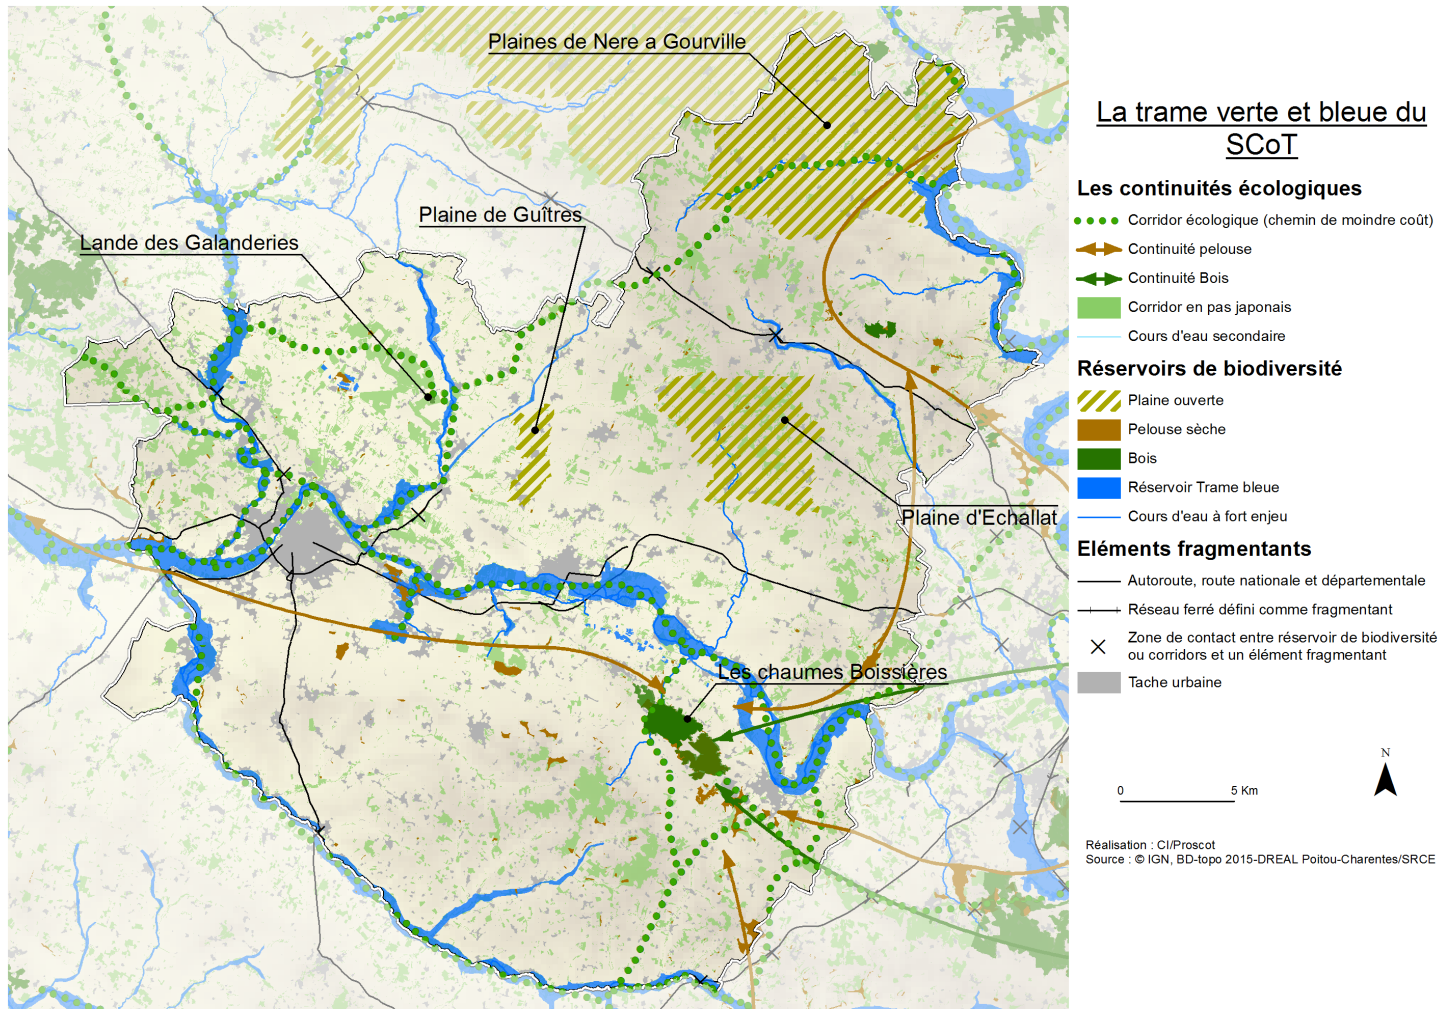 Plaines de Nere a Gourville
Plaine de Guîtres
Lande des Galanderies
Plaine d'Echallat
Les chaumes Boissières
La trame verte et bleue du
SCoT
Les continuités écologiques
Corridor écologique (chemin de moindre coût)
Continuité pelouse
Continuité Bois
Corridor en pas japonais
Cours d'eau secondaire
Réservoirs de biodiversité
Plaine ouverte
Pelouse sèche
Bois
Réservoir Trame bleue
Cours d'eau à fort enjeu
Eléments fragmentants
Autoroute, route nationale et départementale
Réseau ferré défini comme fragmentant
Zone de contact entre réservoir de biodiversité
ou corridors et un élément fragmentant
Tache urbaine
N
0 5 Km
Réalisation : CI/Proscot
Source : © IGN, BD-topo 2015-DREAL Poitou-Charentes/SRCE